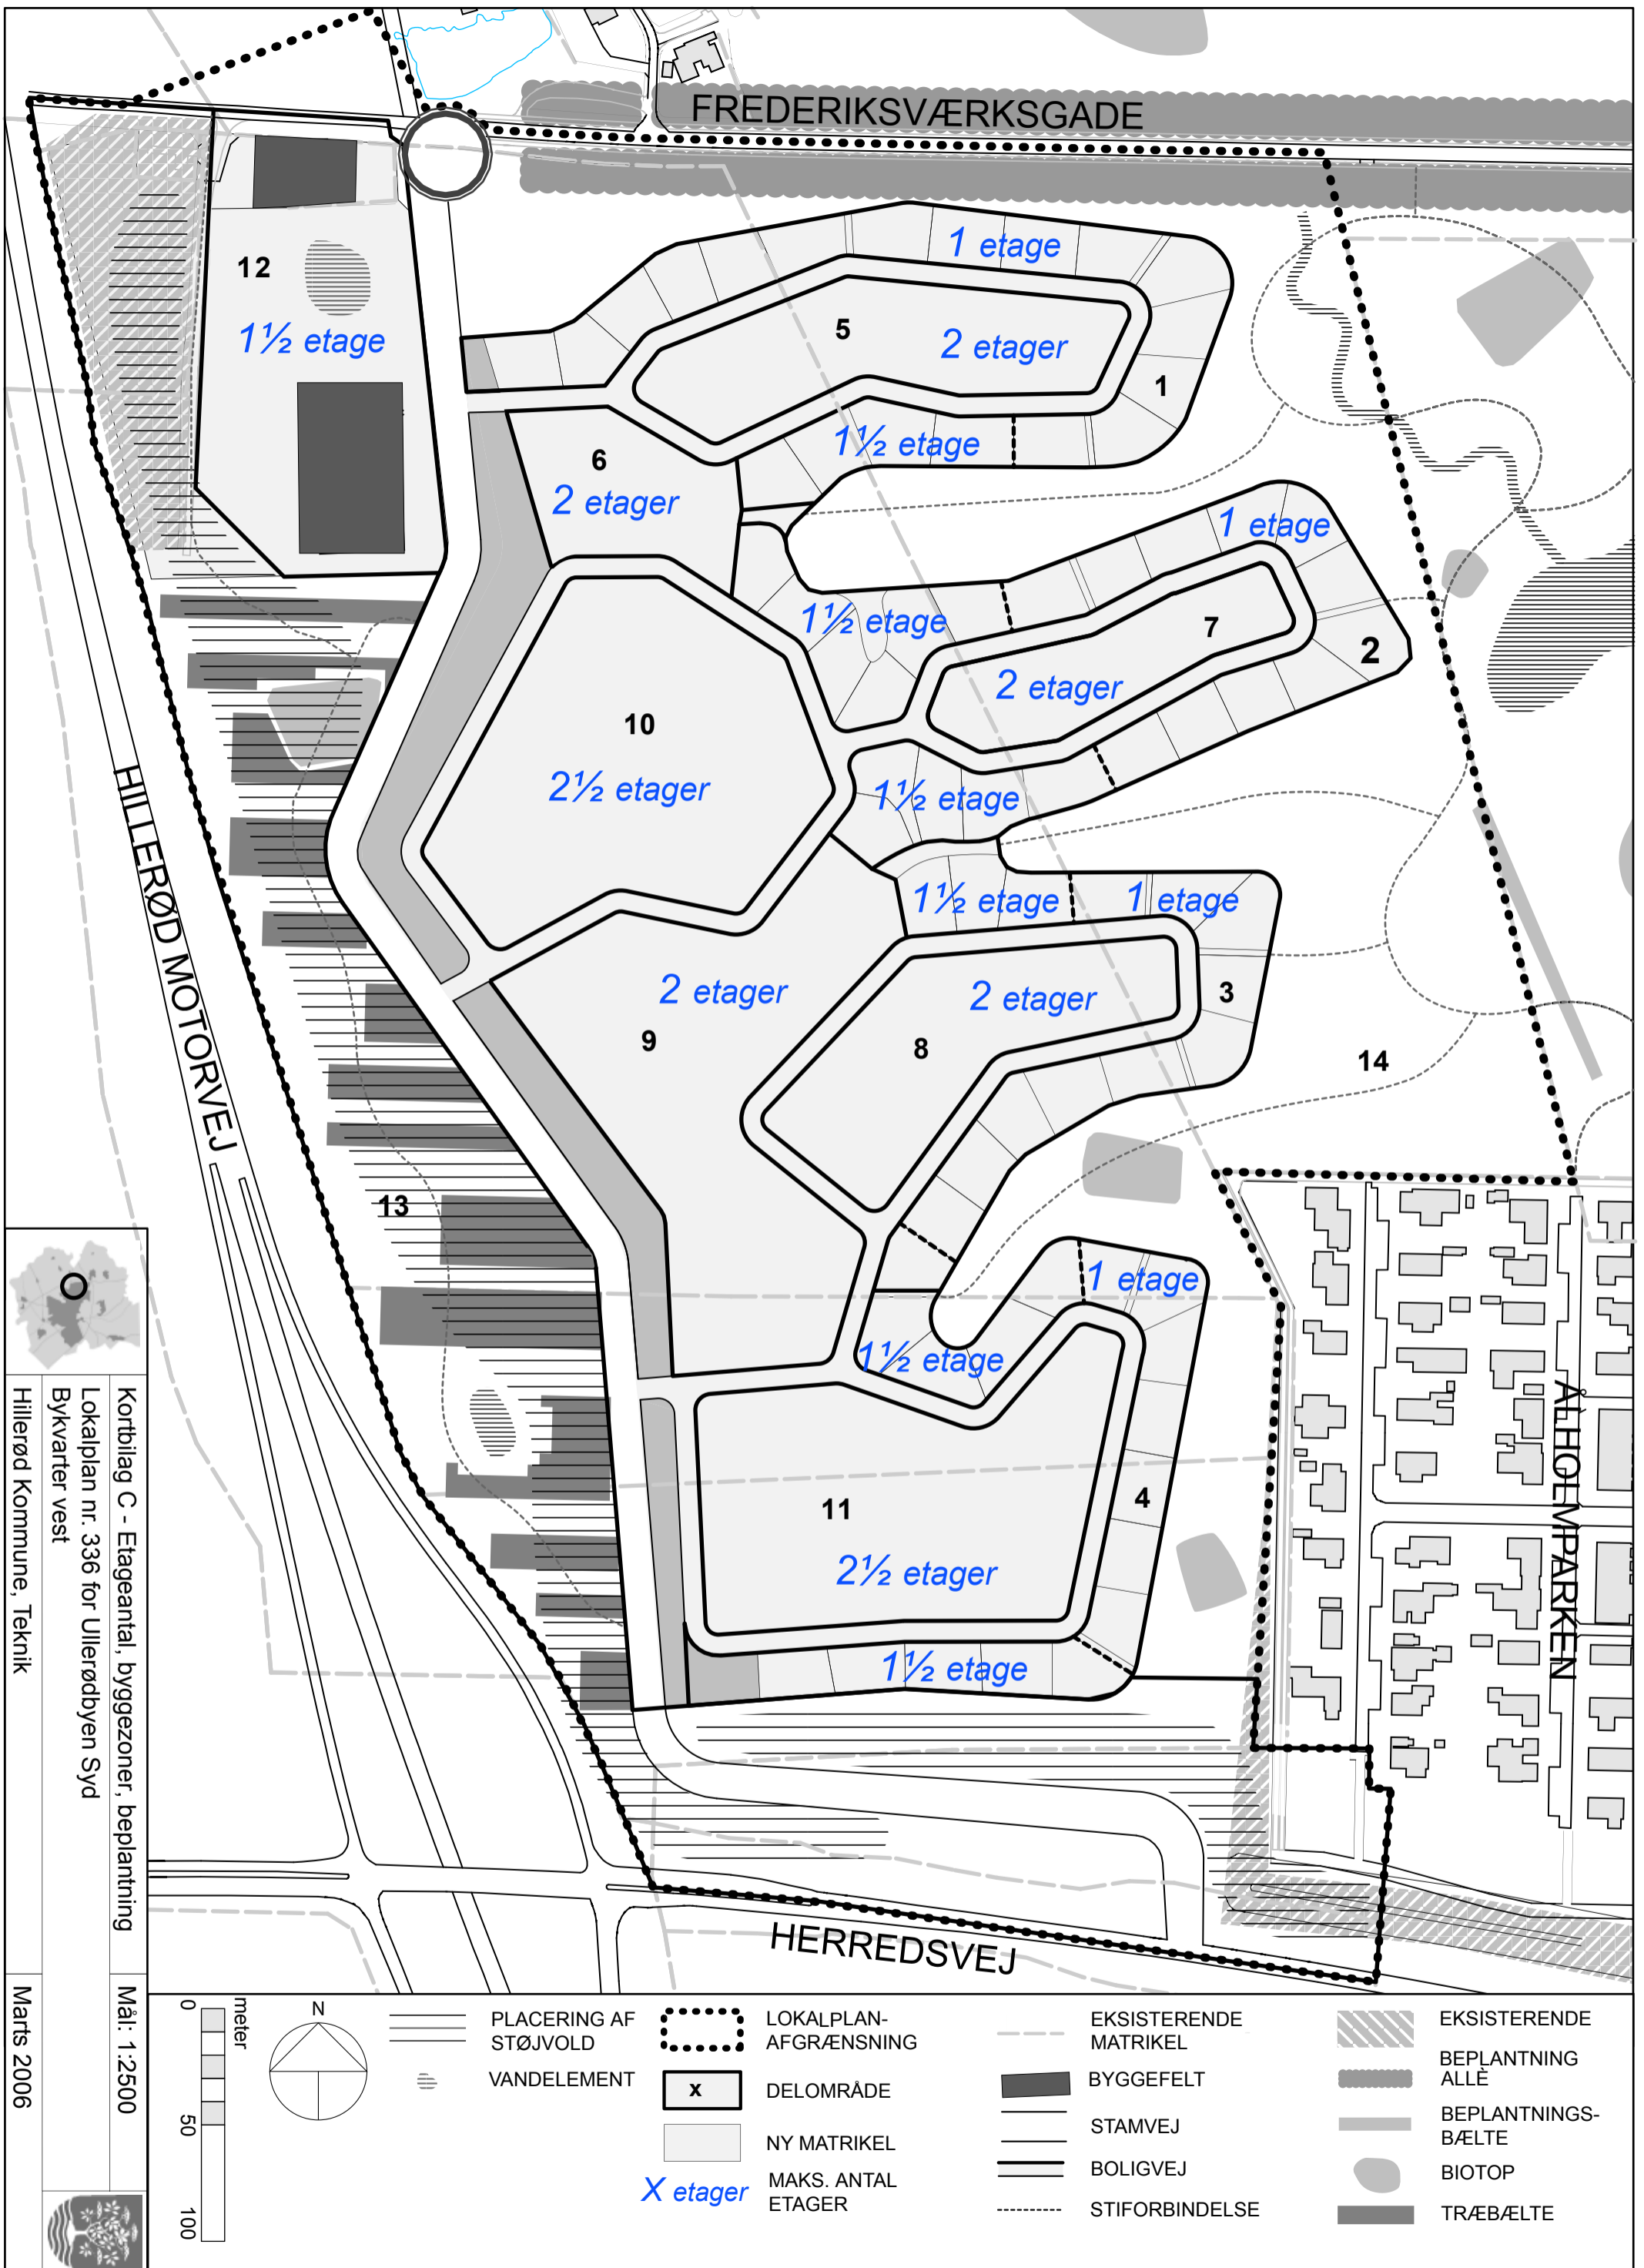 FREDERIKSVÆRKSGADE
1 etage
12
5
1½ etage
2 etager
1
1½ etage
6
2 etager
1 etage
1½ etage
7
2
2 etager
10
2½ etager
1½ etage
HILLERØD MOTORVEJ
1½ etage
1 etage
2 etager
2 etager
3
9
8
14
13
1 etage
1½ etage
ÅLHOLMPARKEN
4
11
2½ etager
1½ etage
HERREDSVEJ
Kortbilag C - Etageantal, byggezoner, beplantning
Mål: 1:2500
Lokalplan nr. 336 for Ullerødbyen Syd
Bykvarter vest
Hillerød Kommune, Teknik
Marts 2006
meter
0
50
100
N
PLACERING AF
STØJVOLD
VANDELEMENT
LOKALPLAN-
AFGRÆNSNING
x
DELOMRÅDE
NY MATRIKEL
X etager
MAKS. ANTAL
ETAGER
EKSISTERENDE
MATRIKEL
BYGGEFELT
STAMVEJ
BOLIGVEJ
STIFORBINDELSE
EKSISTERENDE
BEPLANTNING
ALLÈ
BEPLANTNINGS-
BÆLTE
BIOTOP
TRÆBÆLTE